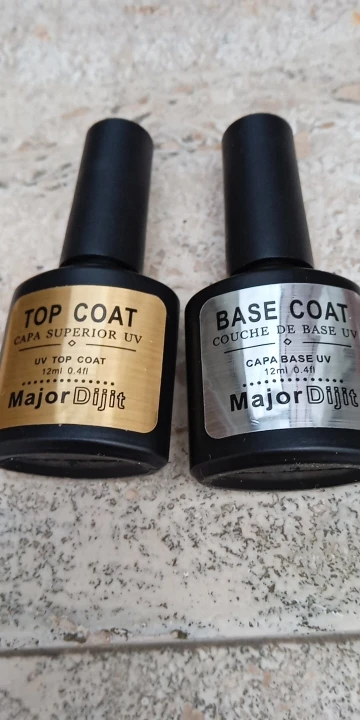 TOP COAT
CAPA SUPERIOR UV
UV TOP COAT
12ml 0.4fl
MajorDijit
BASE COAT
COUCHE DE BASE UV
CAPA BASE UV
12ml 0.4fl
MajorDijit